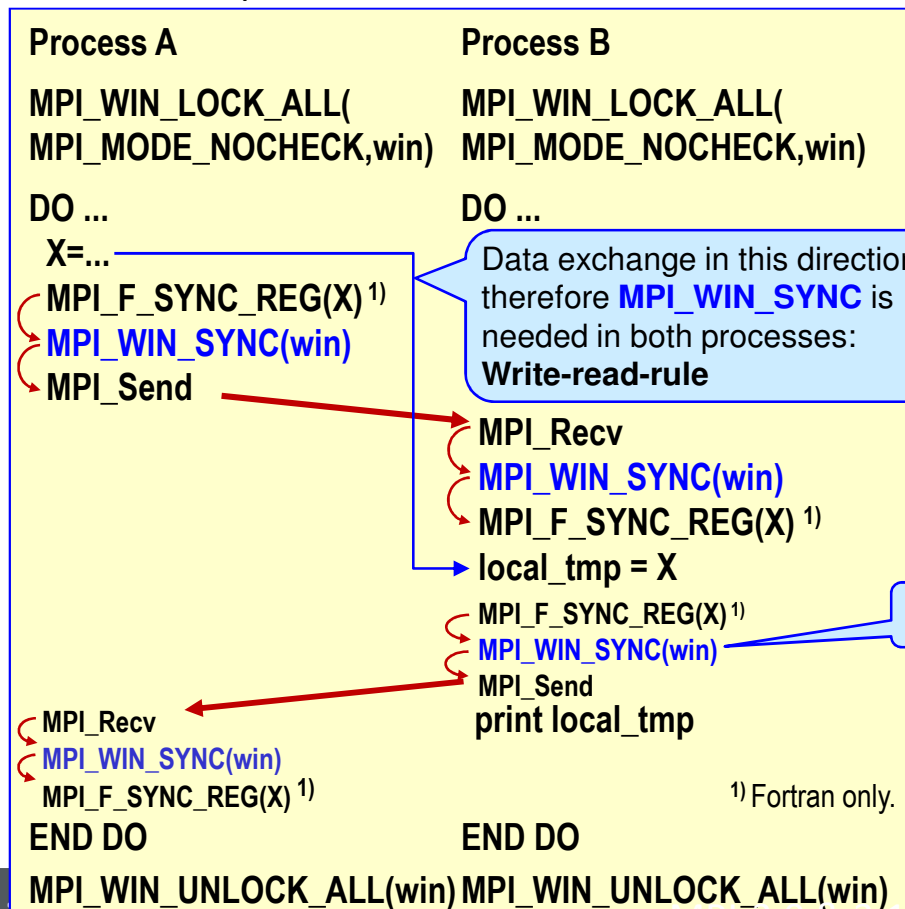 Process A
Process B
MPI_WIN_LOCK_ALL(
MPI_MODE_NOCHECK,win)
MPI_WIN_LOCK_ALL(
MPI_MODE_NOCHECK,win)
DO ...
DO ...
X=...
MPI_F_SYNC_REG(X) 1)
MPI_WIN_SYNC(win)
MPI_Send
Data exchange in this direction
therefore MPI_WIN_SYNC is
needed in both processes:
Write-read-rule
MPI_Recv
MPI_WIN_SYNC(win)
MPI_F_SYNC_REG(X) 1)
local_tmp = X
MPI_F_SYNC_REG(X) 1)
MPI_WIN_SYNC(win)
MPI_Send
print local_tmp
MPI_Recv
MPI_WIN_SYNC(win)
MPI_F_SYNC_REG(X) 1)
1) Fortran only.
END DO
END DO
MPI_WIN_UNLOCK_ALL(win)
MPI_WIN_UNLOCK_ALL(win)